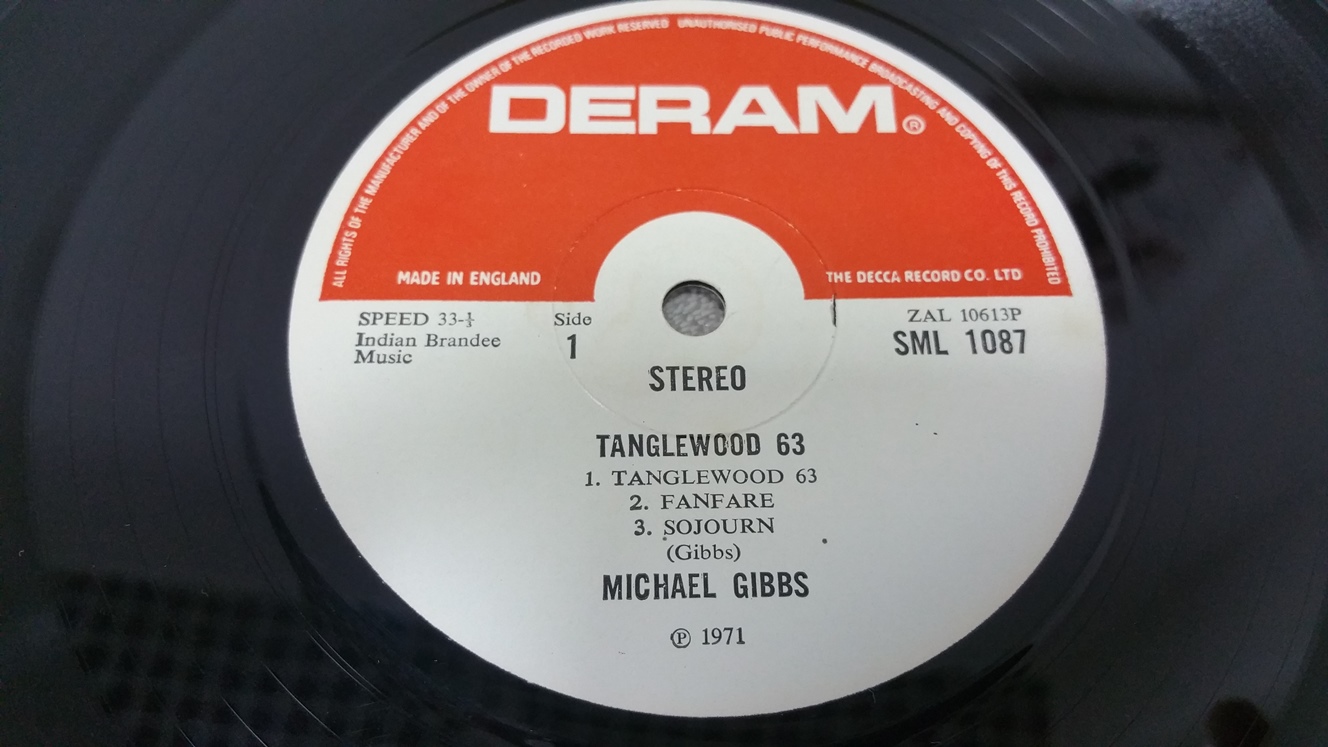 ALL RIGHTS OF THE MANUFACTURER AND OF THE OWNER OF THE RECORDED WORK RESERVED UNAUTHORISED PUBLIC PERFORMANCE BROADCASTING AND COPYING OF THIS RECORD PROHIBITED
DERAM®
MADE IN ENGLAND
THE DECCA RECORD CO. LTD
SPEED 33-⅓
Indian Brandee
Music
Side
1
ZAL 10613P
SML 1087
STEREO
TANGLEWOOD 63
1. TANGLEWOOD 63
2. FANFARE
3. SOJOURN
(Gibbs)
MICHAEL GIBBS
℗ 1971